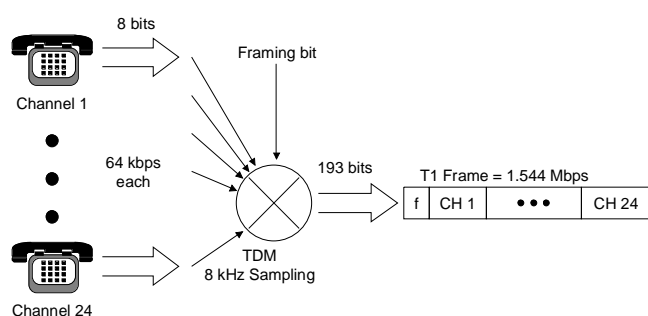 8 bits
Framing bit
Channel 1
64 kbps
each
193 bits
T1 Frame = 1.544 Mbps
f CH 1 CH 24
TDM
8 kHz Sampling
Channel 24